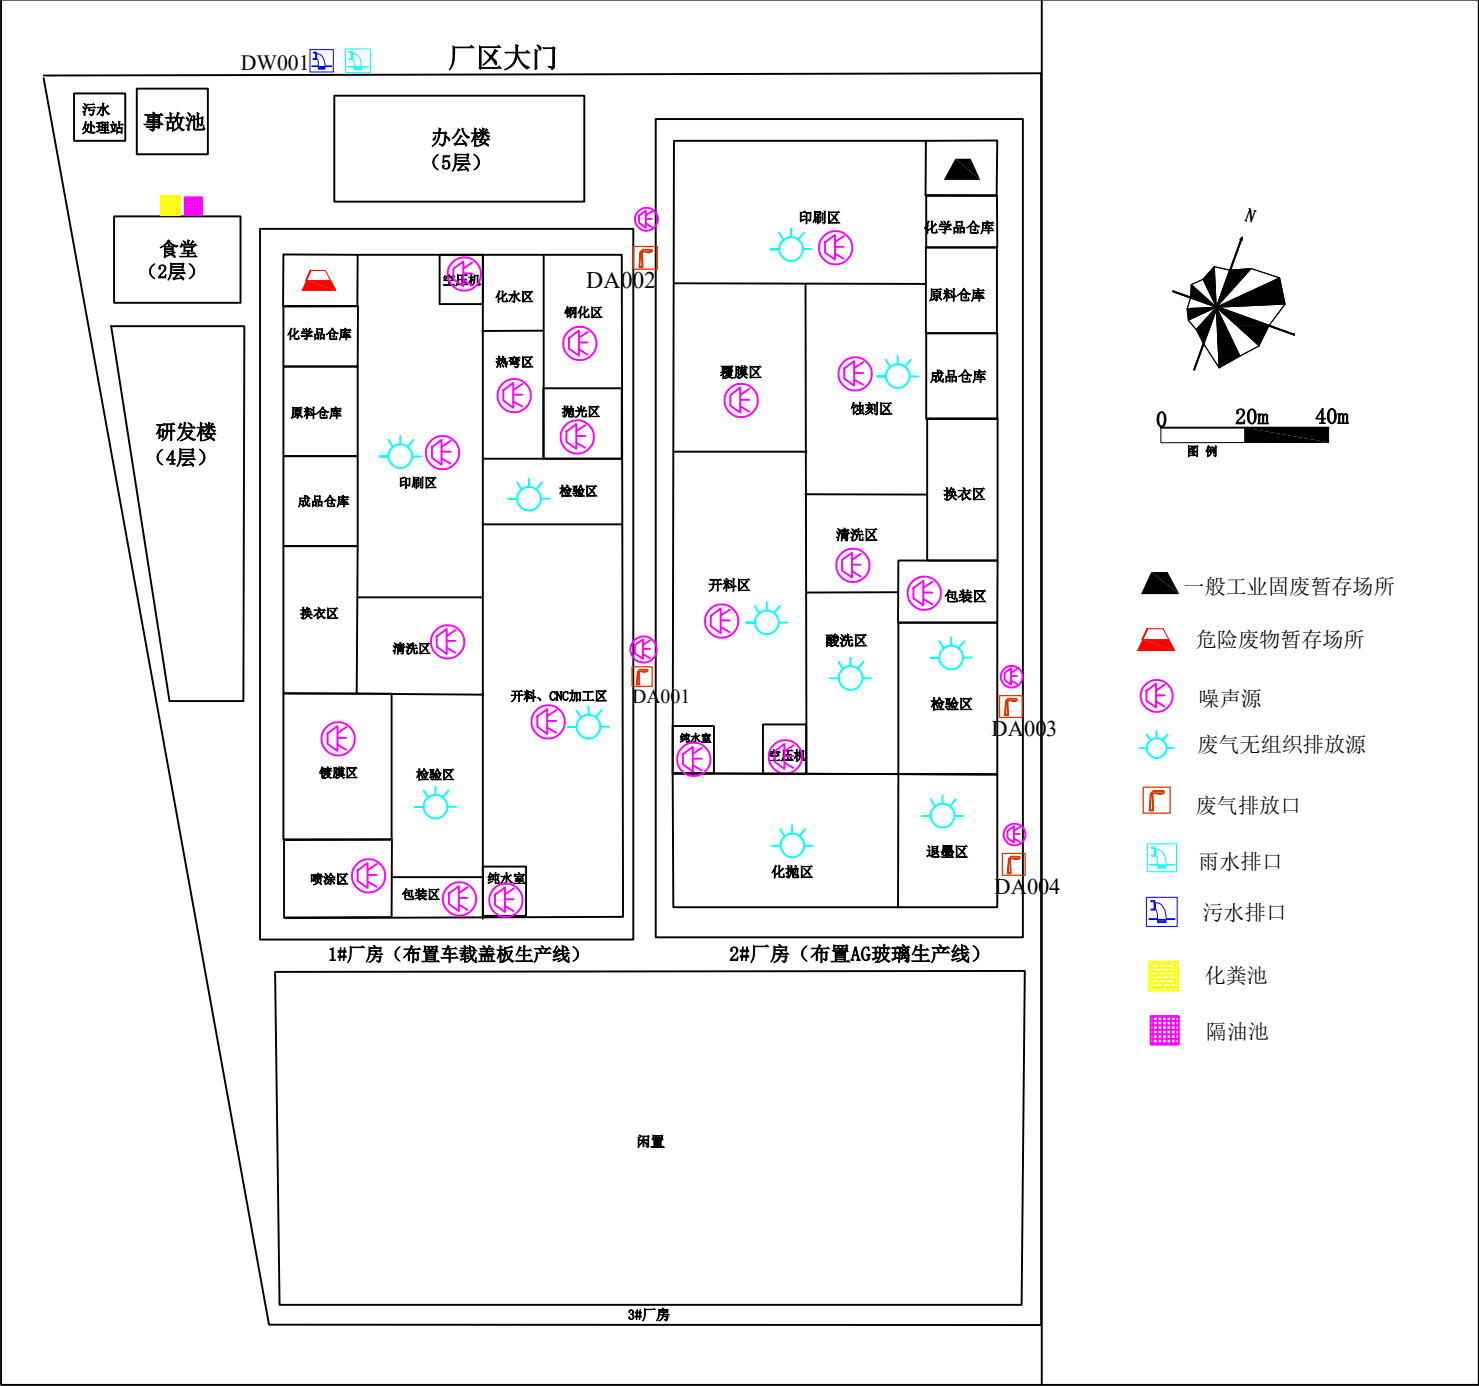 DW001
厂区大门
污水
处理站
事故池
办公楼
（5层）
食堂
（2层）
研发楼
（4层）
DA002
空压机
化水区
钢化区
化学品仓库
热弯区
原料仓库
抛光区
印刷区
成品仓库
检验区
换衣区
清洗区
开料、CNC加工区
DA001
镀膜区
检验区
喷涂区
包装区
纯水室
1#厂房（布置车载盖板生产线）
印刷区
化学品仓库
原料仓库
覆膜区
蚀刻区
成品仓库
换衣区
清洗区
开料区
包装区
酸洗区
检验区
DA003
纯水室
空压机
化抛区
退墨区
DA004
2#厂房（布置AG玻璃生产线）
闲置
3#厂房
N
0 20m 40m
图 例
一般工业固废暂存场所
危险废物暂存场所
噪声源
废气无组织排放源
废气排放口
雨水排口
污水排口
化粪池
隔油池